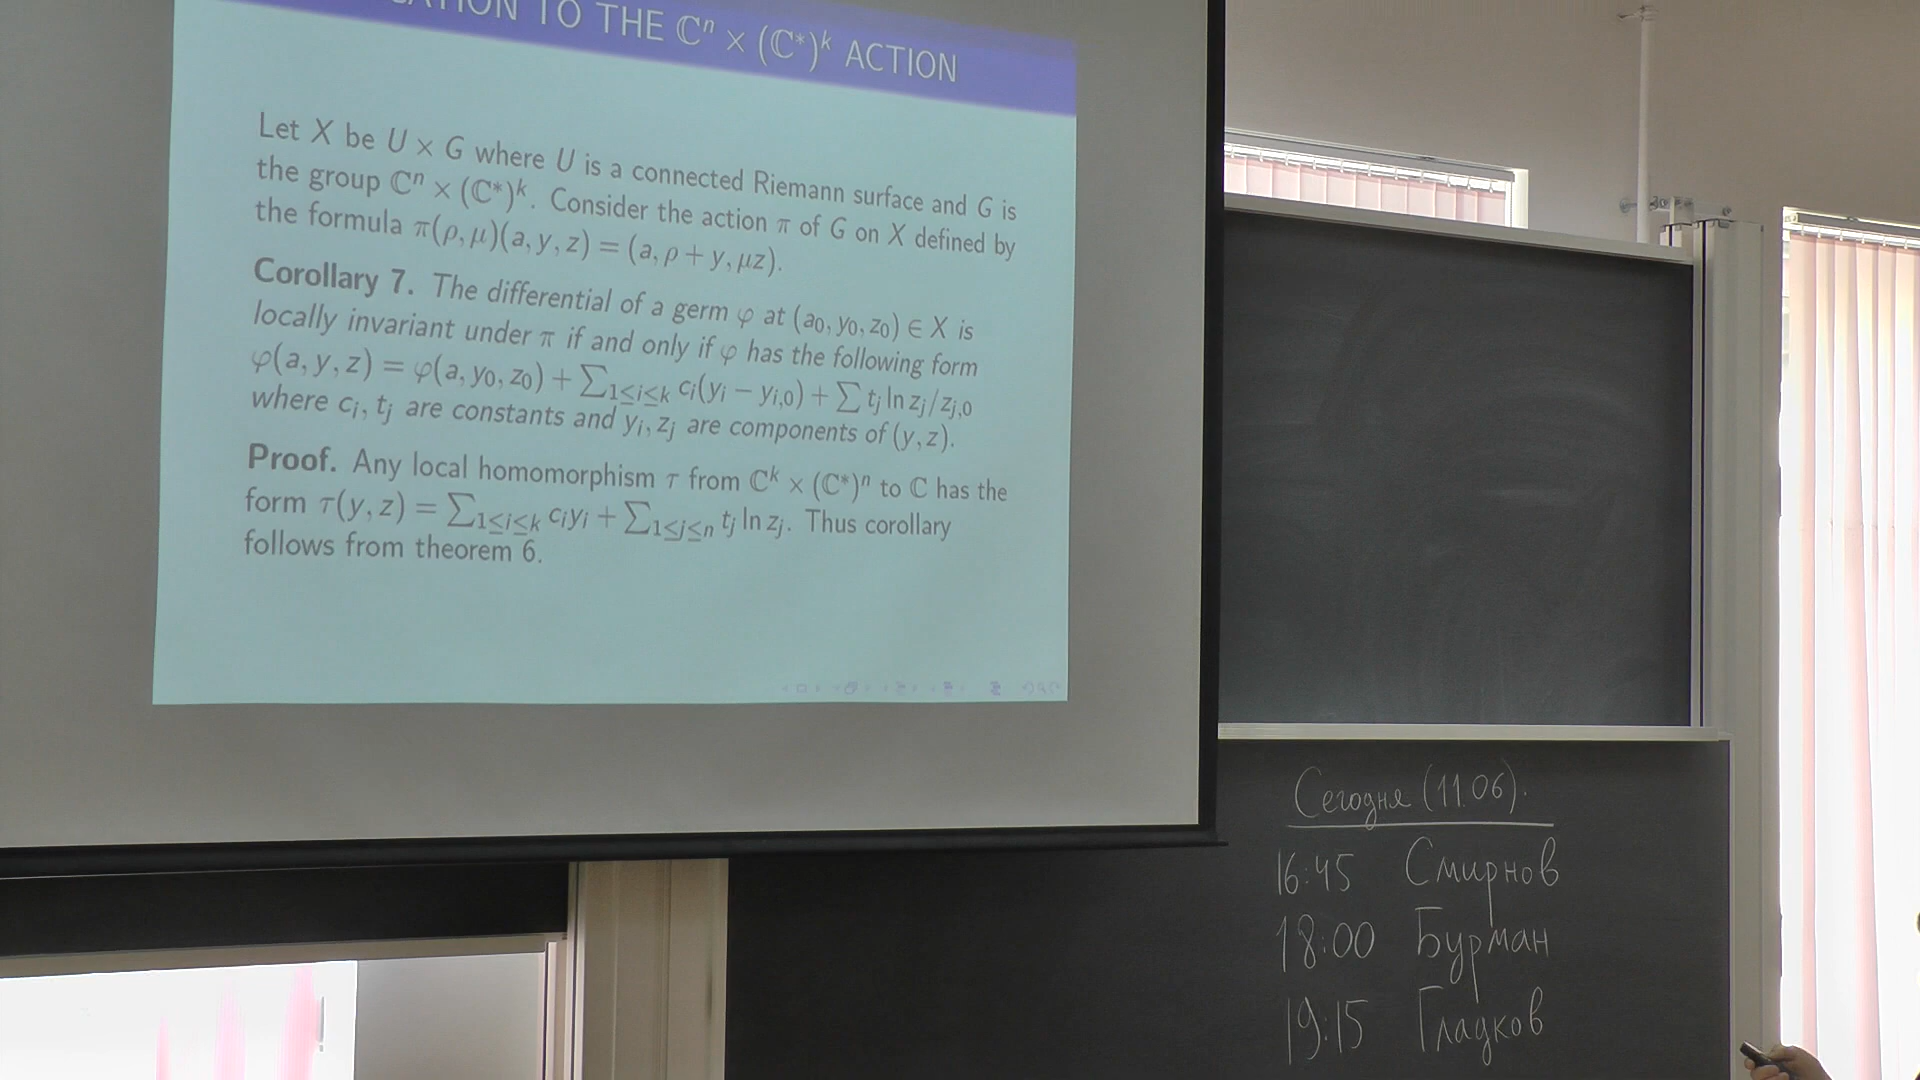 TO THE ℂⁿ × (ℂ*)ᵏ ACTION
Let X be U × G where U is a connected Riemann surface and G is
the group ℂⁿ × (ℂ*)ᵏ. Consider the action π of G on X defined by
the formula π(ρ, μ)(a, y, z) = (a, ρ + y, μz).
Corollary 7. The differential of a germ φ at (a₀, y₀, z₀) ∈ X is
locally invariant under π if and only if φ has the following form
φ(a, y, z) = φ(a, y₀, z₀) + ∑_{1≤i≤k} cᵢ(yᵢ − y_{i,0}) + ∑ tⱼ ln zⱼ/z_{j,0}
where cᵢ, tⱼ are constants and yᵢ, zⱼ are components of (y, z).
Proof. Any local homomorphism τ from ℂᵏ × (ℂ*)ⁿ to ℂ has the
form τ(y, z) = ∑_{1≤i≤k} cᵢyᵢ + ∑_{1≤j≤n} tⱼ ln zⱼ. Thus corollary
follows from theorem 6.
Сегодня (11.06).
16:45 Смирнов
18:00 Бурман
19:15 Гладков